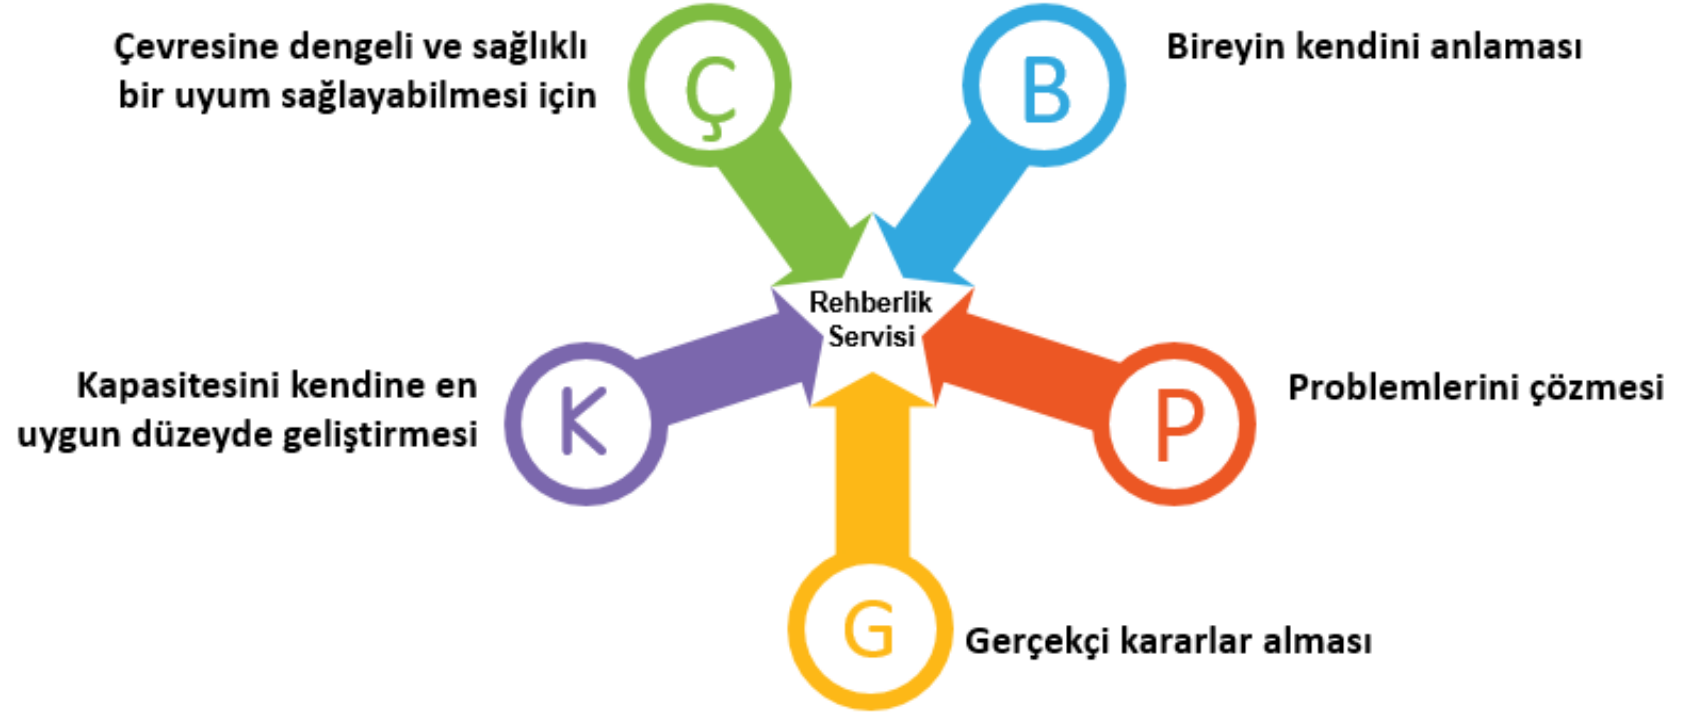 Çevresine dengeli ve sağlıklı
bir uyum sağlayabilmesi için
Ç
B
Bireyin kendini anlaması
Rehberlik
Servisi
Kapasitesini kendine en
uygun düzeyde geliştirmesi
K
P
Problemlerini çözmesi
G
Gerçekçi kararlar alması